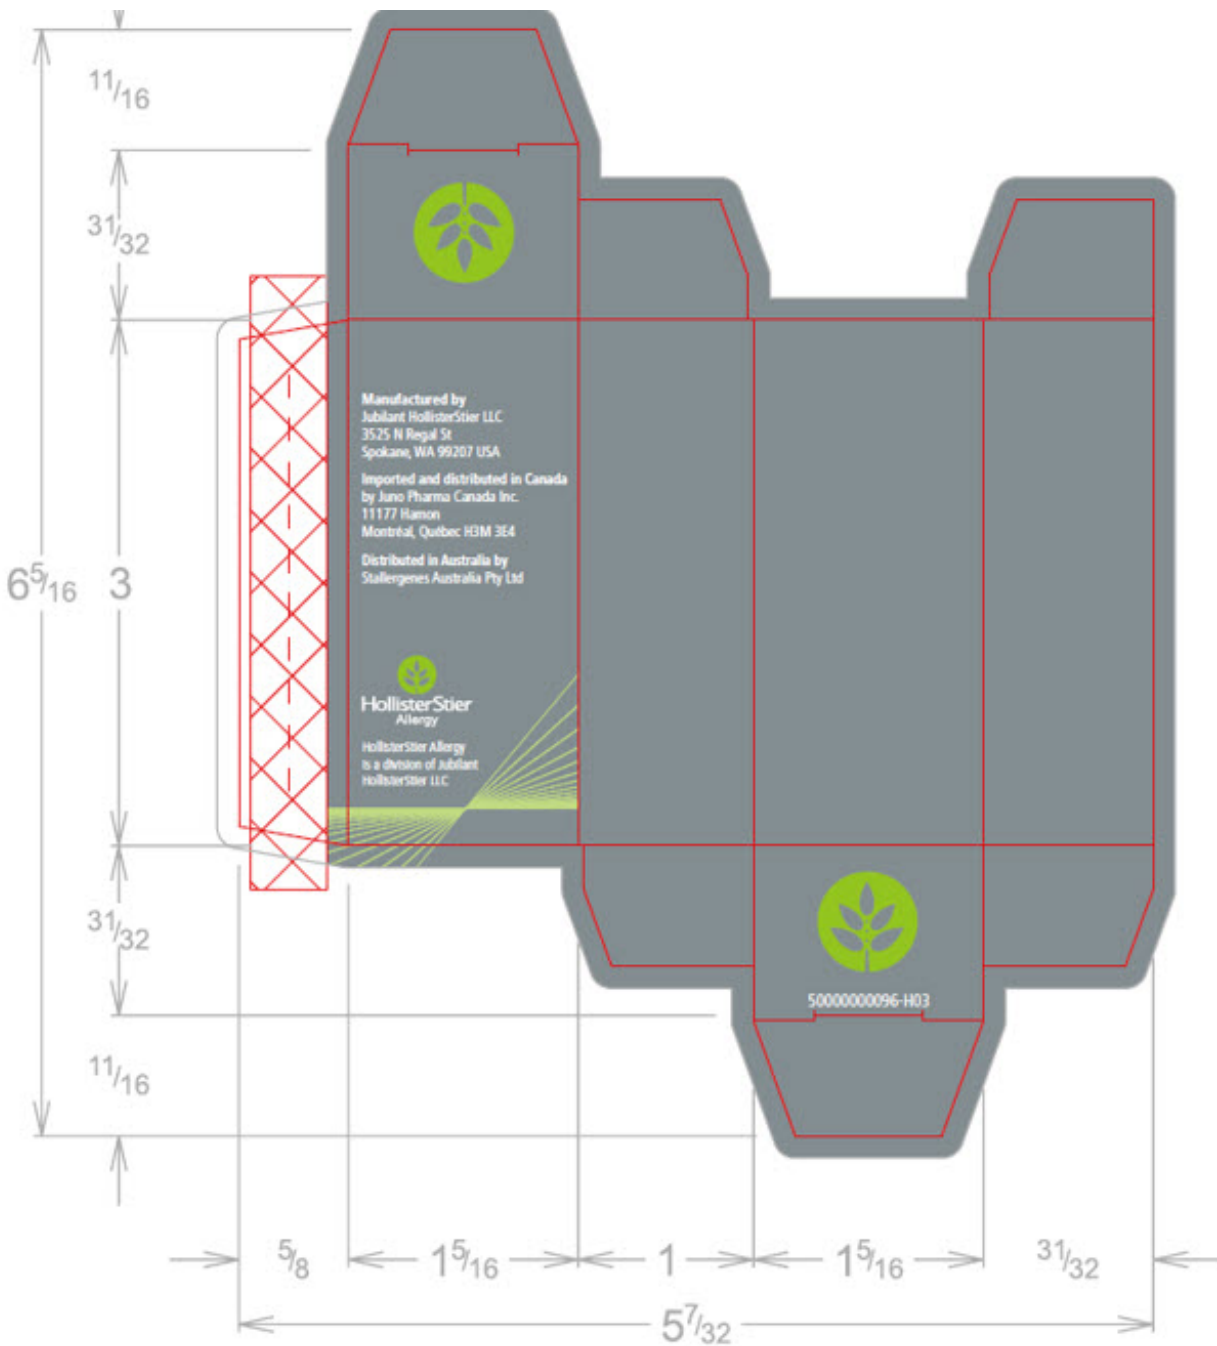 11/16
31/32
Manufactured by
Jubilant HollisterStier LLC
3525 N Regal St
Spokane, WA 99207 USA
Imported and distributed in Canada
by Juno Pharma Canada Inc.
11177 Hamon
Montréal, Québec H3M 3E4
Distributed in Australia by
Stallergenes Australia Pty Ltd
6 5/16 3
HollisterStier
Allergy
HollisterStier Allergy
is a division of Jubilant
HollisterStier LLC
31/32
50000000096-H03
11/16
5/8 1 5/16 1 1 5/16 31/32
5 7/32